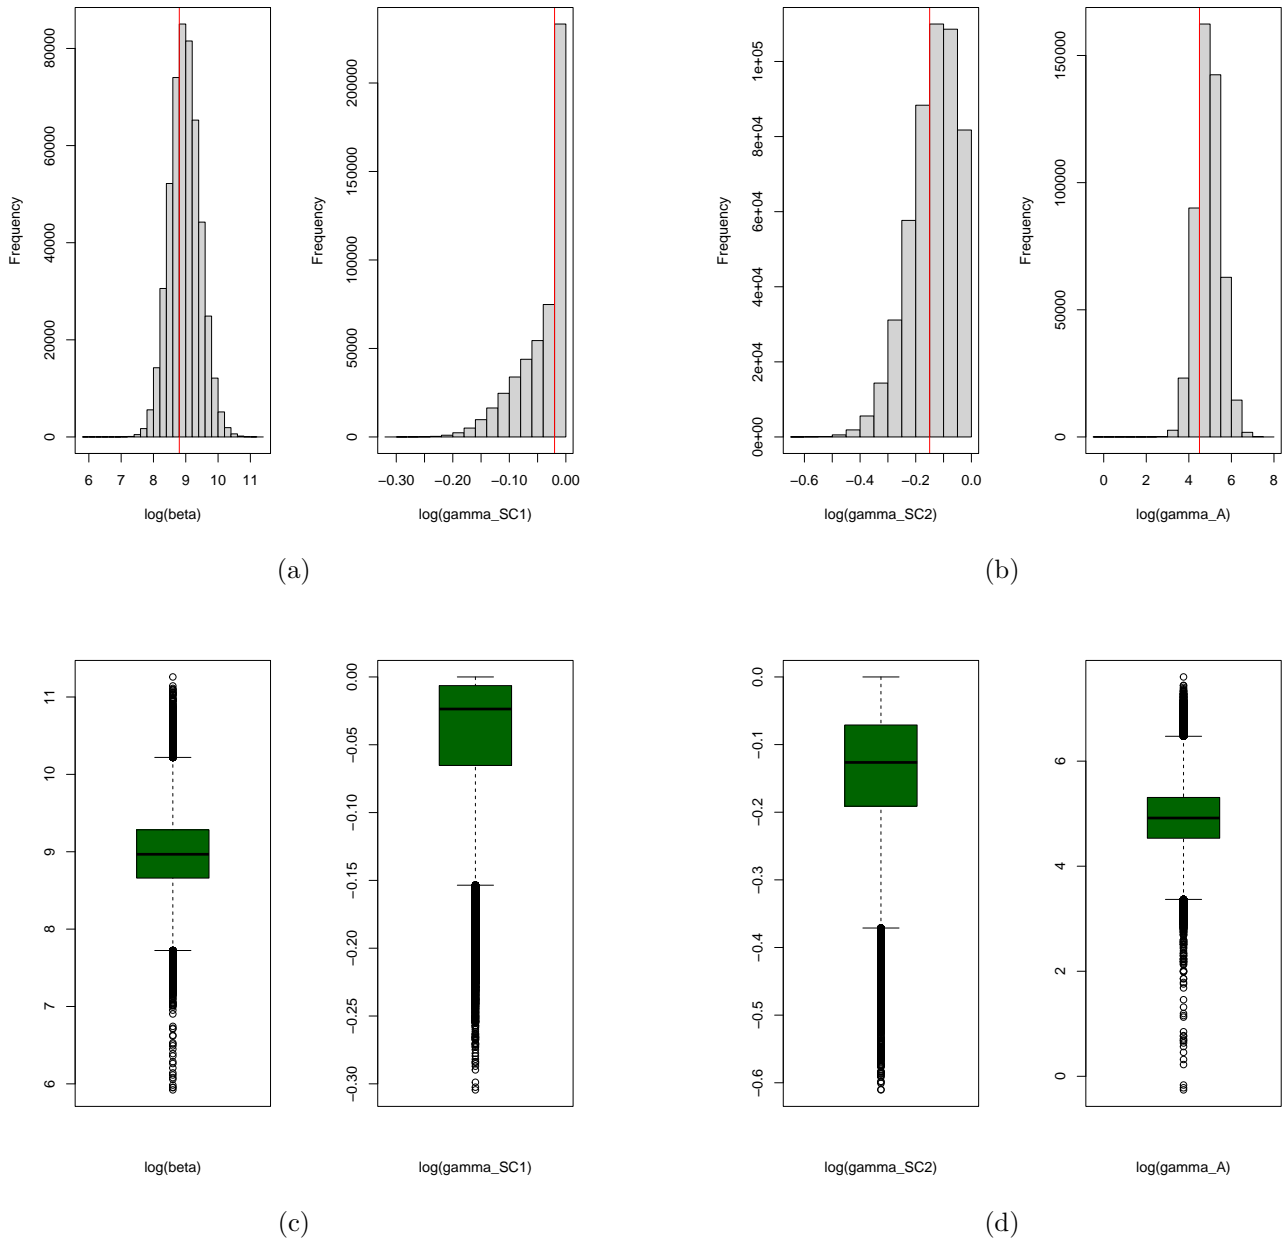 Frequency
0 20000 40000 60000 80000
6 7 8 9 10 11
log(beta)
Frequency
0 50000 100000 150000 200000
−0.30 −0.20 −0.10 0.00
log(gamma_SC1)
(a)
Frequency
0e+00 2e+04 4e+04 6e+04 8e+04 1e+05
−0.6 −0.4 −0.2 0.0
log(gamma_SC2)
Frequency
0 50000 100000 150000
0 2 4 6 8
log(gamma_A)
(b)
6 7 8 9 10 11
log(beta)
−0.30 −0.25 −0.20 −0.15 −0.10 −0.05 0.00
log(gamma_SC1)
(c)
−0.6 −0.5 −0.4 −0.3 −0.2 −0.1 0.0
log(gamma_SC2)
0 2 4 6
log(gamma_A)
(d)